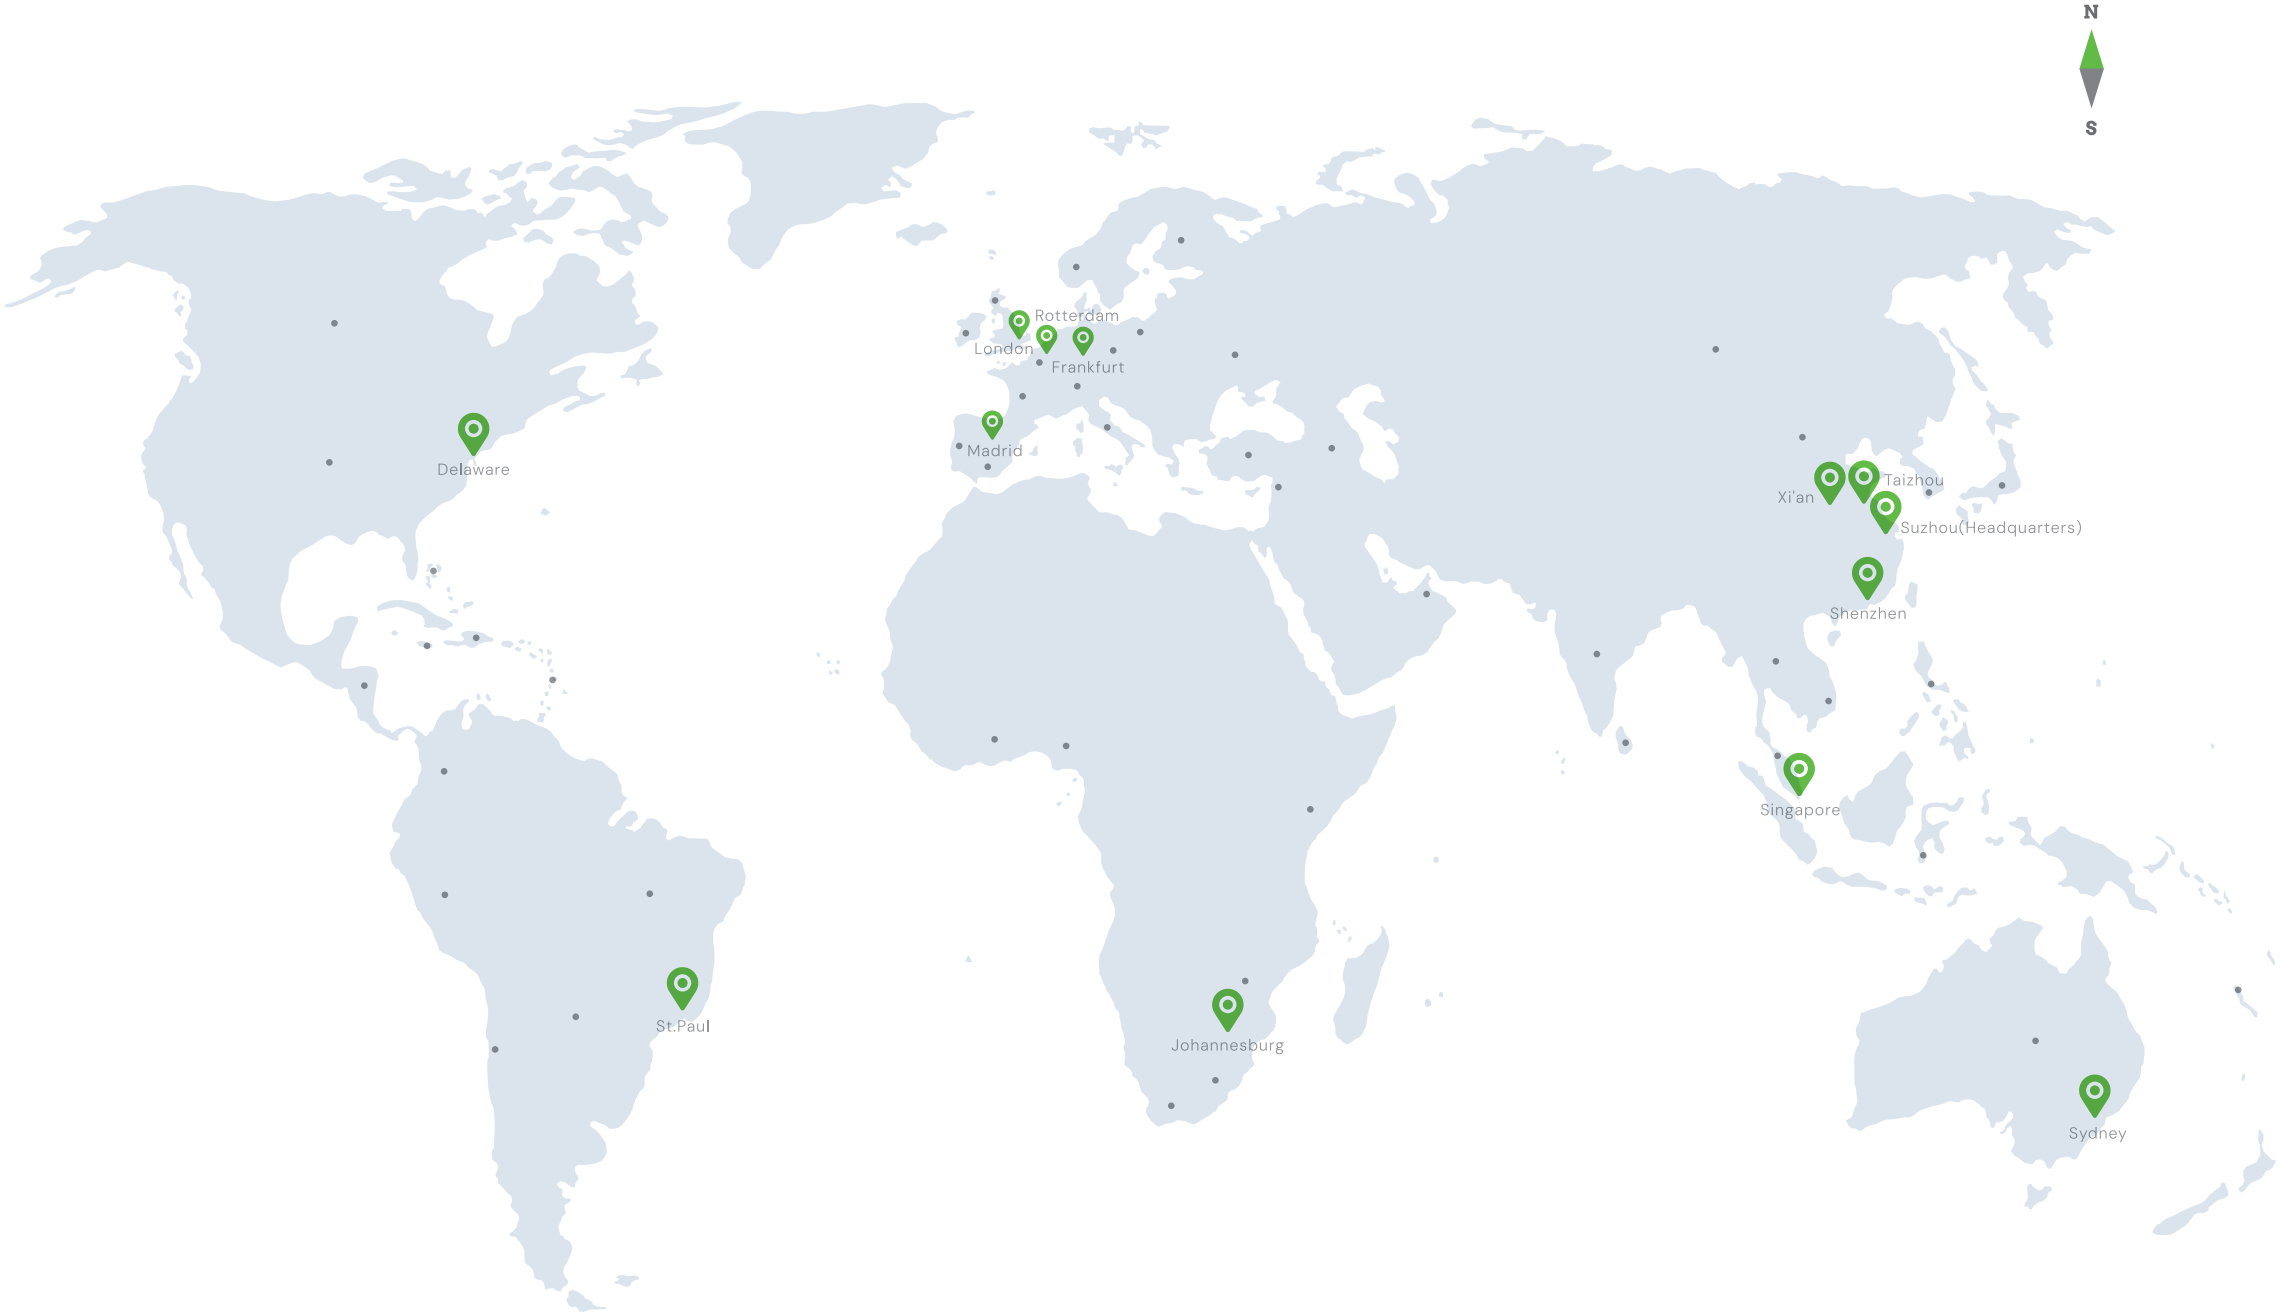 N
S
Rotterdam
London
Frankfurt
Madrid
Delaware
Taizhou
Xi'an
Suzhou(Headquarters)
Shenzhen
Singapore
St.Paul
Johannesburg
Sydney